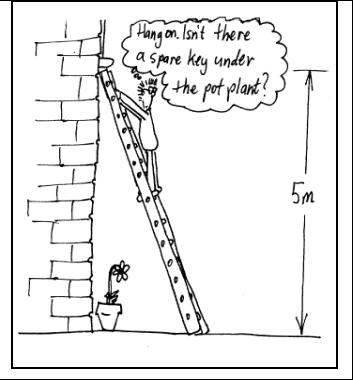 Hang on. Isn't there
a spare key under
the pot plant?
5m